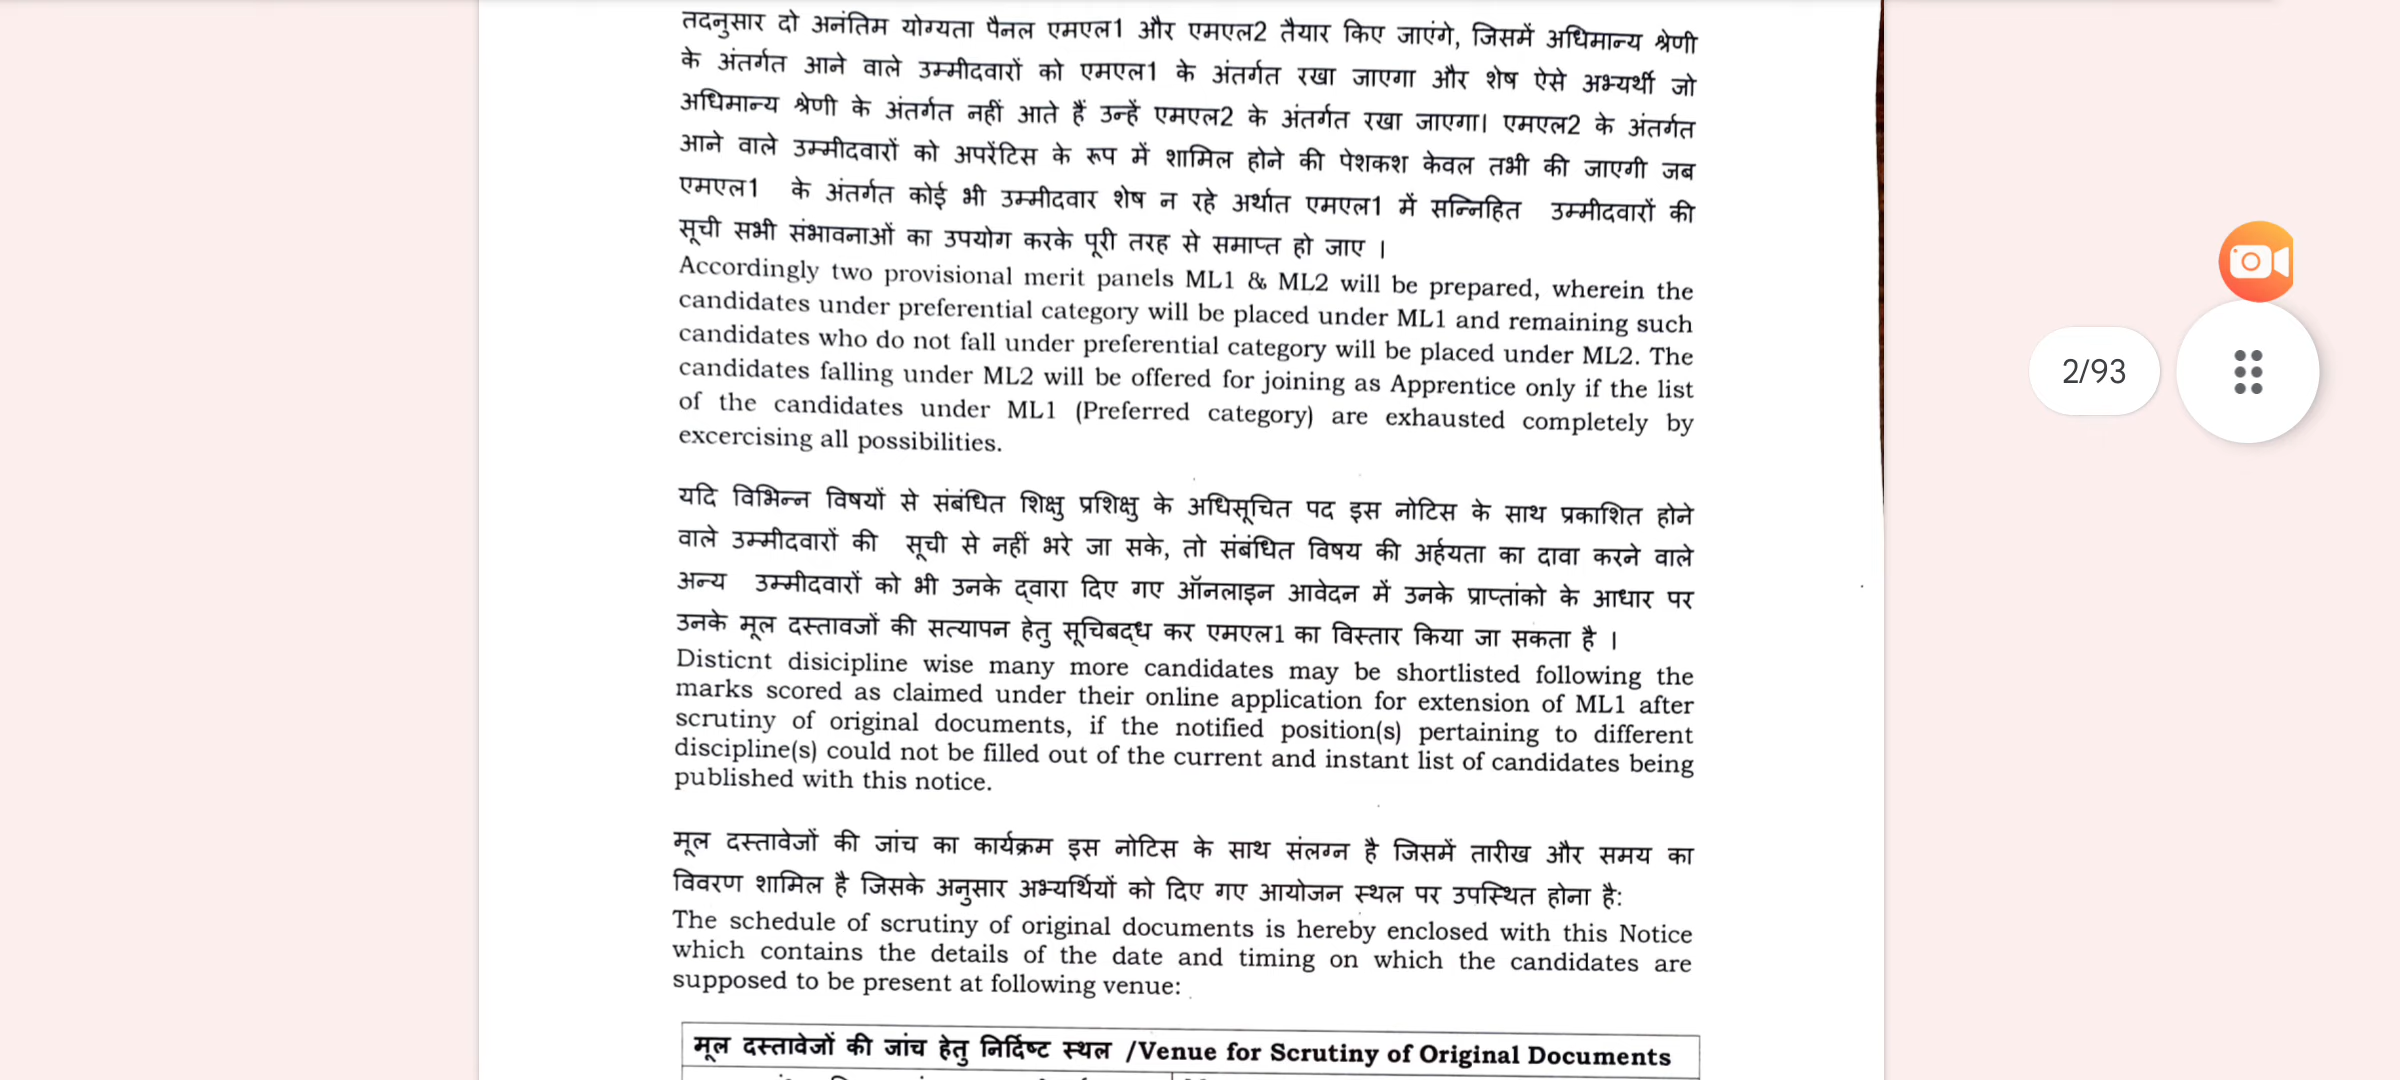 तदनुसार दो अनंतिम योग्यता पैनल एमएल1 और एमएल2 तैयार किए जाएंगे, जिसमें अधिमान्य श्रेणी
के अंतर्गत आने वाले उम्मीदवारों को एमएल1 के अंतर्गत रखा जाएगा और शेष ऐसे अभ्यर्थी जो
अधिमान्य श्रेणी के अंतर्गत नहीं आते हैं उन्हें एमएल2 के अंतर्गत रखा जाएगा। एमएल2 के अंतर्गत
आने वाले उम्मीदवारों को अपरेंटिस के रूप में शामिल होने की पेशकश केवल तभी की जाएगी जब
एमएल1 के अंतर्गत कोई भी उम्मीदवार शेष न रहे अर्थात एमएल1 में सन्निहित उम्मीदवारों की
सूची सभी संभावनाओं का उपयोग करके पूरी तरह से समाप्त हो जाए ।
Accordingly two provisional merit panels ML1 & ML2 will be prepared, wherein the
candidates under preferential category will be placed under ML1 and remaining such
candidates who do not fall under preferential category will be placed under ML2. The
candidates falling under ML2 will be offered for joining as Apprentice only if the list
of the candidates under ML1 (Preferred category) are exhausted completely by
excercising all possibilities.
यदि विभिन्न विषयों से संबंधित शिक्षु प्रशिक्षु के अधिसूचित पद इस नोटिस के साथ प्रकाशित होने
वाले उम्मीदवारों की सूची से नहीं भरे जा सके, तो संबंधित विषय की अर्हयता का दावा करने वाले
अन्य उम्मीदवारों को भी उनके द्वारा दिए गए ऑनलाइन आवेदन में उनके प्राप्तांको के आधार पर
उनके मूल दस्तावजों की सत्यापन हेतु सूचिबद्ध कर एमएल1 का विस्तार किया जा सकता है ।
Disticnt disicipline wise many more candidates may be shortlisted following the
marks scored as claimed under their online application for extension of ML1 after
scrutiny of original documents, if the notified position(s) pertaining to different
discipline(s) could not be filled out of the current and instant list of candidates being
published with this notice.
मूल दस्तावेजों की जांच का कार्यक्रम इस नोटिस के साथ संलग्न है जिसमें तारीख और समय का
विवरण शामिल है जिसके अनुसार अभ्यर्थियों को दिए गए आयोजन स्थल पर उपस्थित होना है:
The schedule of scrutiny of original documents is hereby enclosed with this Notice
which contains the details of the date and timing on which the candidates are
supposed to be present at following venue:
मूल दस्तावेजों की जांच हेतु निर्दिष्ट स्थल /Venue for Scrutiny of Original Documents
2/93